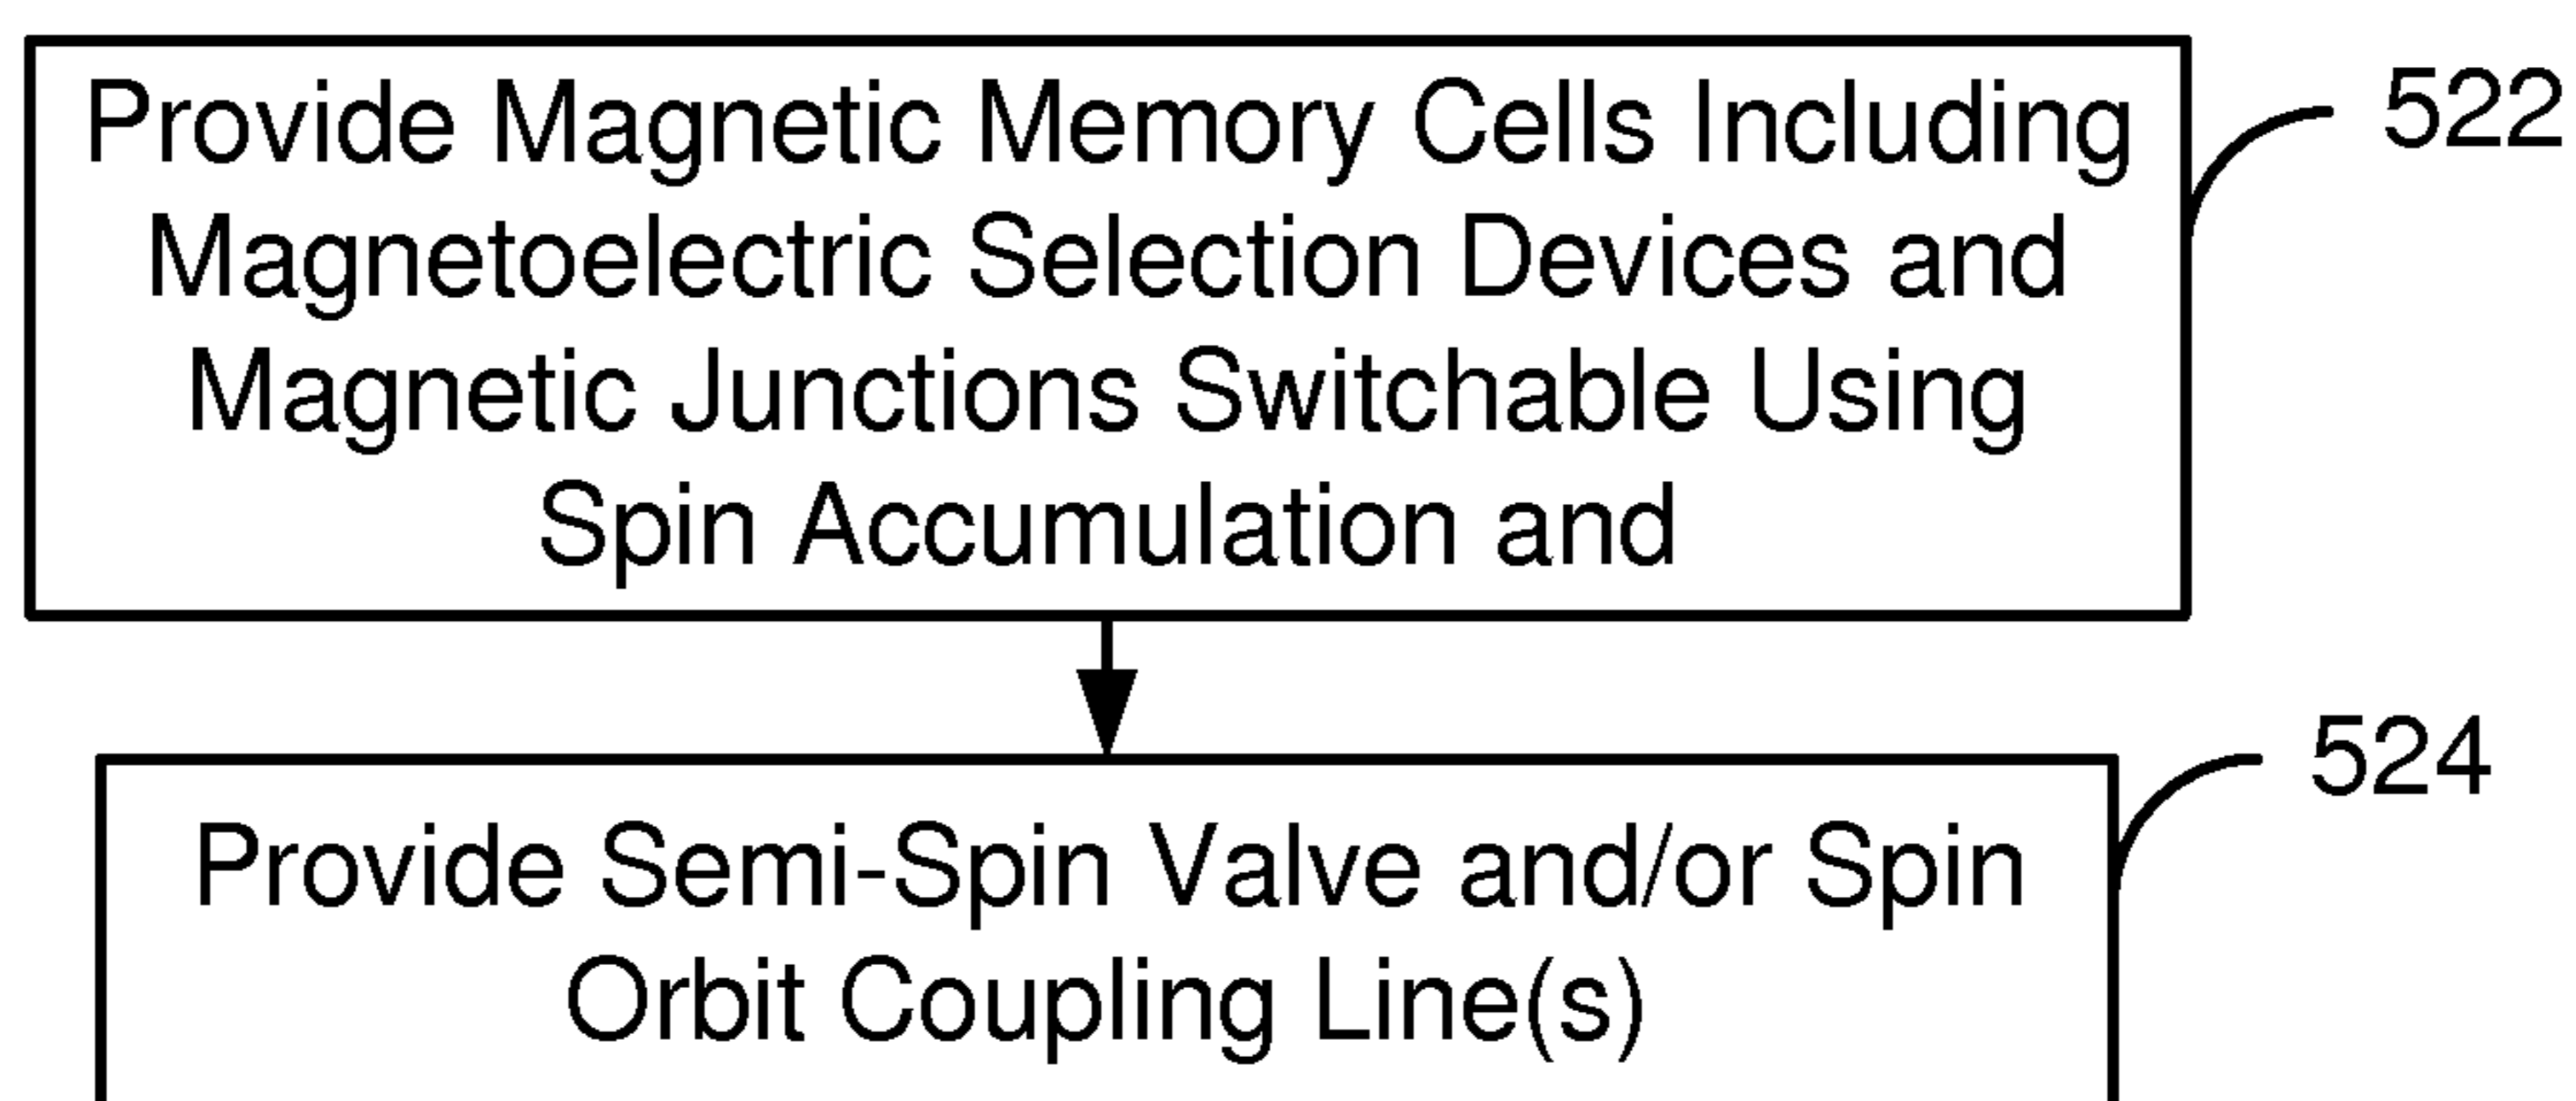 Provide Magnetic Memory Cells Including
Magnetoelectric Selection Devices and
Magnetic Junctions Switchable Using
Spin Accumulation and
522
Provide Semi-Spin Valve and/or Spin
Orbit Coupling Line(s)
524